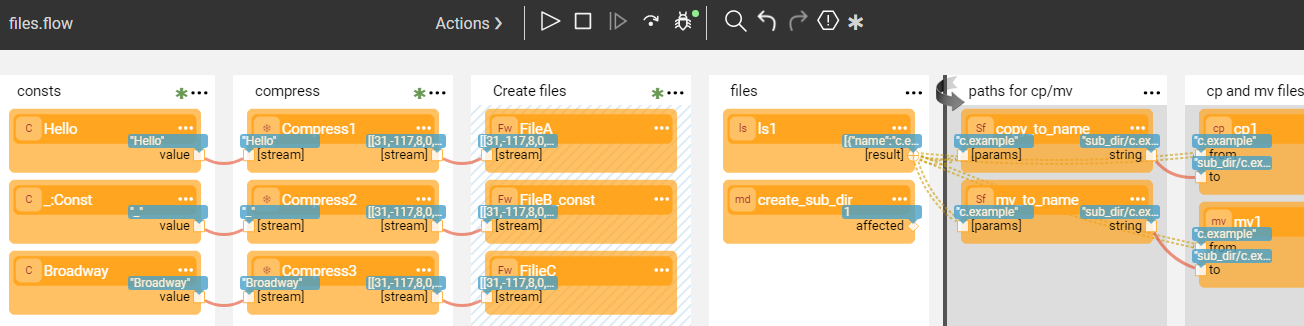 files.flow
Actions
consts
Hello
"Hello"
value
_:Const
"_"
value
Broadway
"Broadway"
value
compress
Compress1
"Hello" [[31,-117,8,0,...
[stream] [stream]
Compress2
"_" [[31,-117,8,0,...
[stream] [stream]
Compress3
"Broadway" [[31,-117,8,0,...
[stream] [stream]
Create files
Fw FileA
[[31,-117,8,0,...
[stream]
Fw FileB const
[[31,-117,8,0,...
[stream]
Fw FilieC
[[31,-117,8,0,...
[stream]
files
ls ls1
[{"name":"c.e...
[result]
md create_sub_dir
1
affected
paths for cp/mv
Sf copy_to_name
"c.example" "sub_dir/c.ex...
[params] string
Sf mv_to_name
"c.example" "sub_dir/c.ex...
[params] string
cp and mv files
cp cp1
"c.example"
from
"sub_dir/c.ex...
to
mv mv1
"c.example"
from
"sub_dir/c.ex...
to